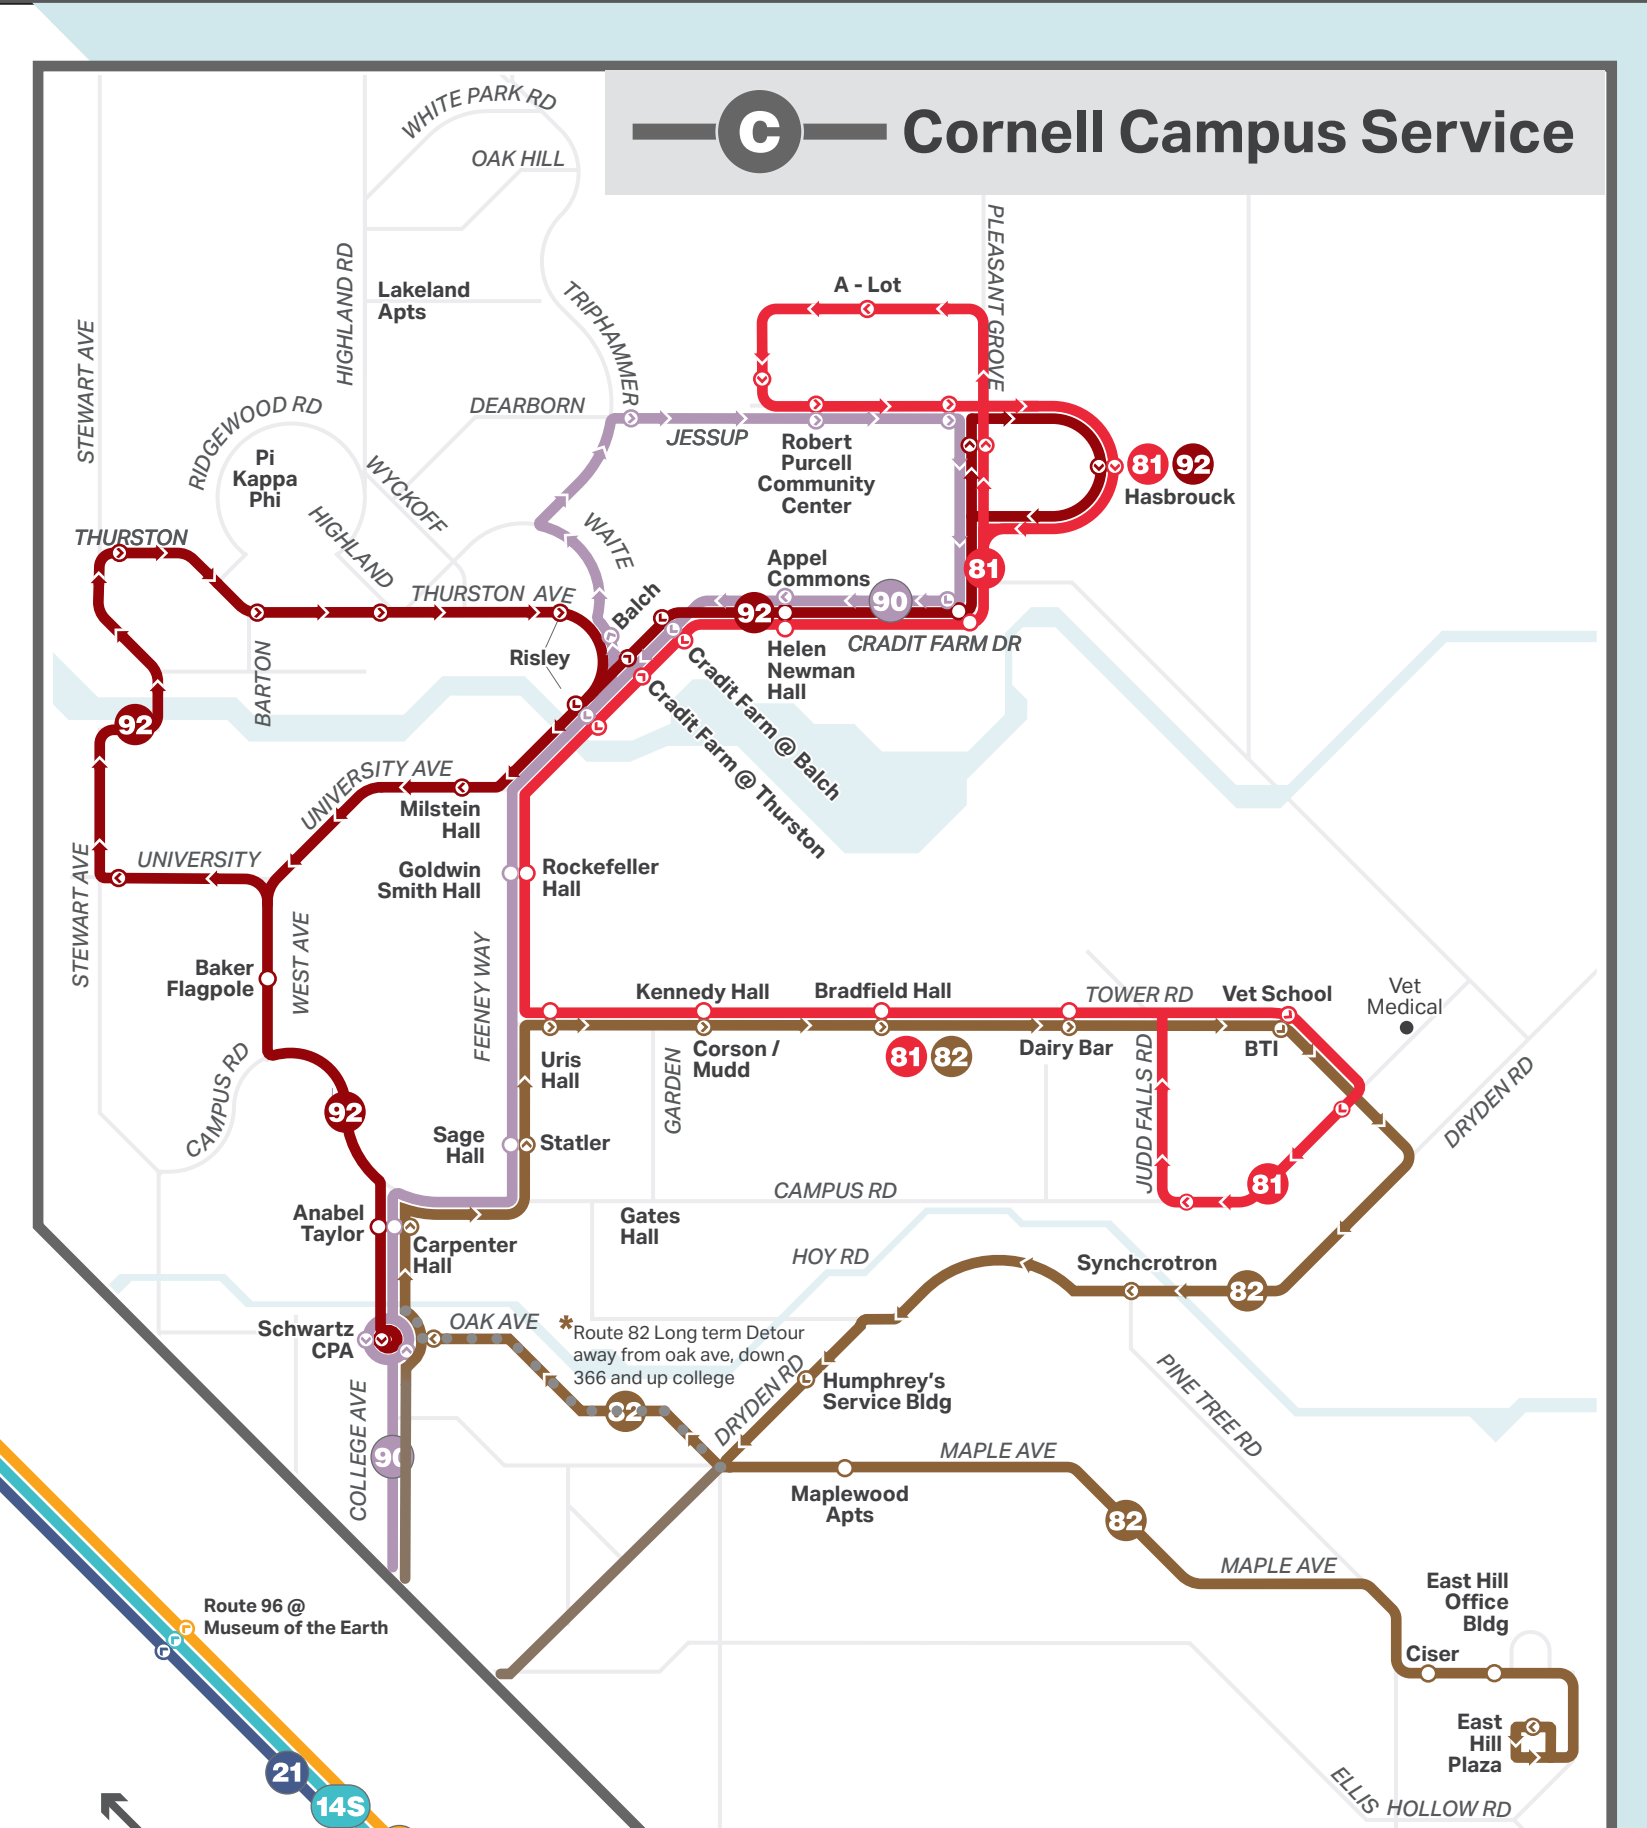 C Cornell Campus Service
WHITE PARK RD
OAK HILL
PLEASANT GROVE
HIGHLAND RD
Lakeland
Apts
A - Lot
TRIPHAMMER
STEWART AVE
RIDGEWOOD RD
DEARBORN
JESSUP
Robert
Purcell
Community
Center
81 92
Hasbrouck
Pi
Kappa
Phi
WYCKOFF
HIGHLAND
WAITE
THURSTON
THURSTON AVE
Appel
Commons
81
90
92
Balch
CRADIT FARM DR
Helen
Newman
Hall
Risley
BARTON
Cradit Farm @ Balch
Cradit Farm @ Thurston
92
UNIVERSITY AVE
Milstein
Hall
UNIVERSITY
Goldwin
Smith Hall
Rockefeller
Hall
STEWART AVE
WEST AVE
FEENEY WAY
Baker
Flagpole
Kennedy Hall
Bradfield Hall
TOWER RD
Vet School
Vet
Medical
Uris
Hall
Corson /
Mudd
81 82
Dairy Bar
BTI
GARDEN
JUDD FALLS RD
DRYDEN RD
CAMPUS RD
92
Sage
Hall
Statler
81
CAMPUS RD
Anabel
Taylor
Carpenter
Hall
Gates
Hall
HOY RD
Synchcrotron
82
Schwartz
CPA
OAK AVE
*Route 82 Long term Detour
away from oak ave, down
366 and up college
82
DRYDEN RD
Humphrey's
Service Bldg
PINE TREE RD
COLLEGE AVE
90
MAPLE AVE
Maplewood
Apts
82
MAPLE AVE
East Hill
Office
Bldg
Ciser
East
Hill
Plaza
ELLIS HOLLOW RD
Route 96 @
Museum of the Earth
21
14S